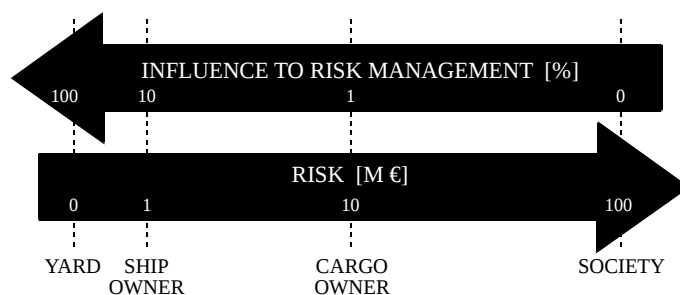 INFLUENCE TO RISK MANAGEMENT [%]
100 10 1 0
RISK [M €]
0 1 10 100
YARD SHIP OWNER CARGO OWNER SOCIETY